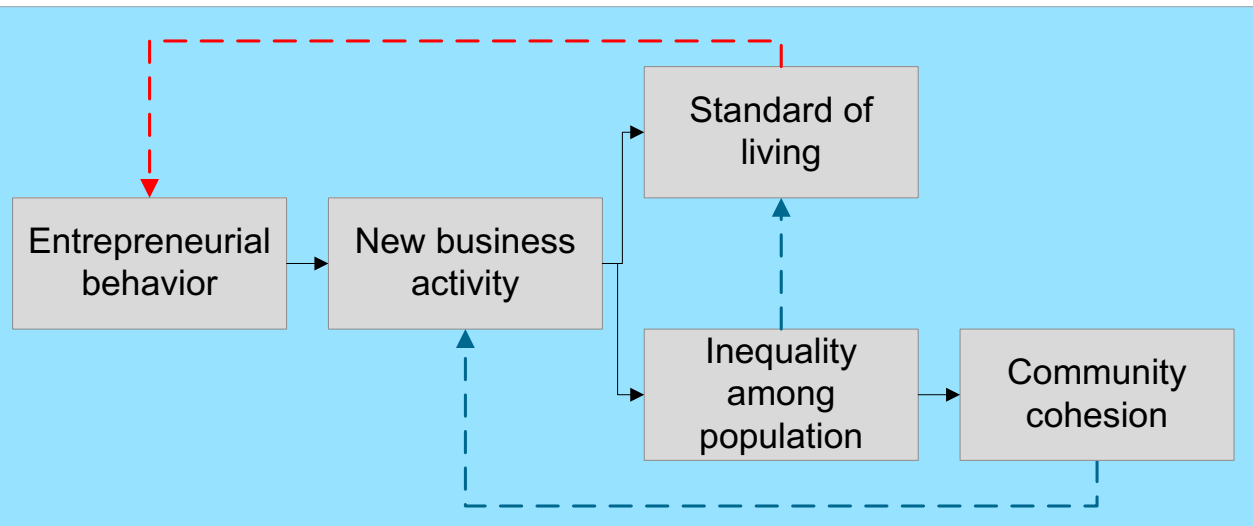 Standard of
living
Entrepreneurial
behavior
New business
activity
Inequality
among
population
Community
cohesion